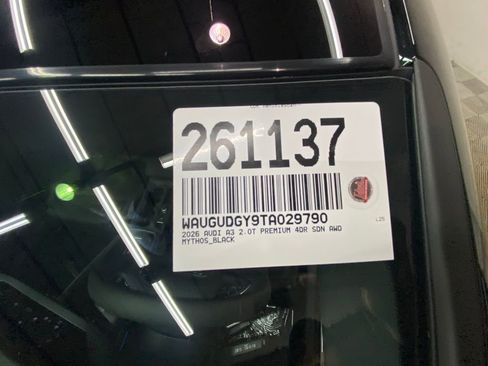 261137
WAUGUDGY9TA029790
L25
2026 AUDI A3 2.0T PREMIUM 4DR SDN AWD
MYTHOS_BLACK